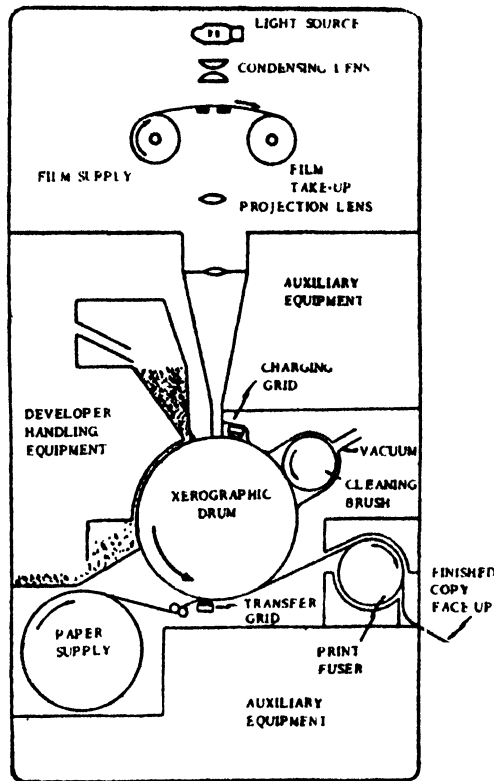 LIGHT SOURCE
CONDENSING LENS
FILM SUPPLY
FILM
TAKE-UP
PROJECTION LENS
AUXILIARY
EQUIPMENT
CHARGING
GRID
DEVELOPER
HANDLING
EQUIPMENT
VACUUM
CLEANING
BRUSH
XEROGRAPHIC
DRUM
FINISHED
COPY
FACE UP
TRANSFER
GRID
PAPER
SUPPLY
PRINT
FUSER
AUXILIARY
EQUIPMENT